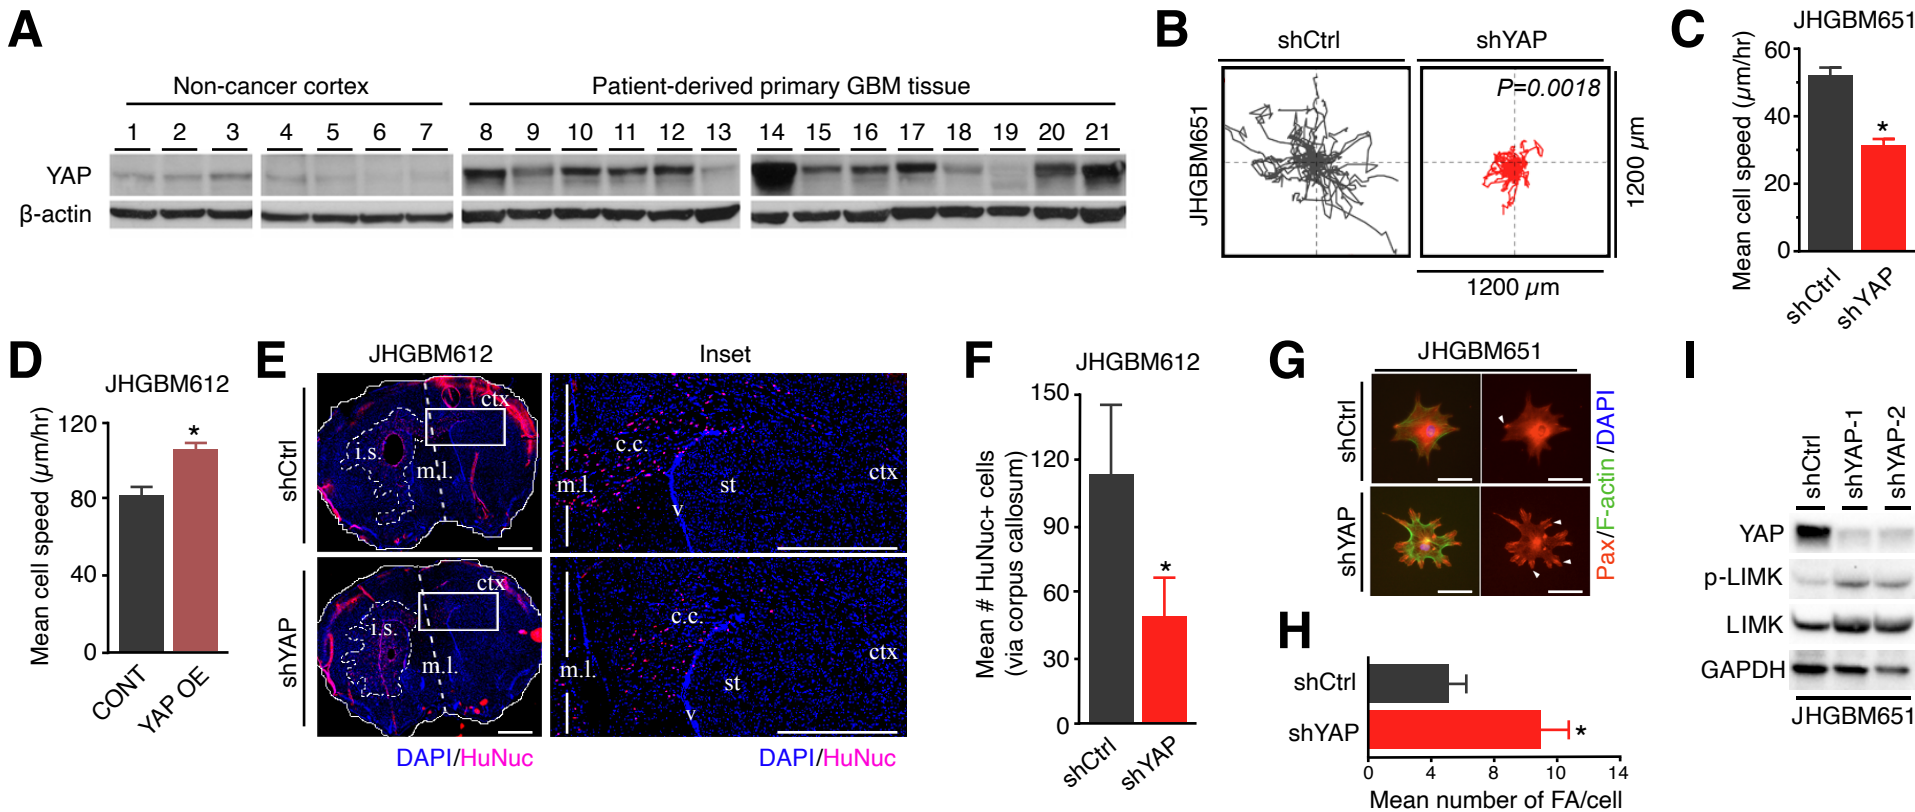 A
Non-cancer cortex
Patient-derived primary GBM tissue
1 2 3 4 5 6 7 8 9 10 11 12 13 14 15 16 17 18 19 20 21
YAP
β-actin
B
shCtrl
shYAP
JHGBM651
P=0.0018
1200 µm
1200 µm
C
JHGBM651
Mean cell speed (µm/hr)
60
40
20
0
shCtrl
shYAP
*
D
JHGBM612
Mean cell speed (µm/hr)
120
80
40
0
*
CONT
YAP OE
E
JHGBM612
Inset
shCtrl
ctx
i.s.
m.l.
c.c.
m.l.
st
ctx
v
shYAP
ctx
i.s.
m.l.
c.c.
m.l.
st
ctx
v
DAPI/HuNuc
DAPI/HuNuc
F
JHGBM612
Mean # HuNuc+ cells
(via corpus callosum)
150
120
90
60
30
0
*
shCtrl
shYAP
G
JHGBM651
shCtrl
shYAP
Pax/F-actin/DAPI
H
shCtrl
shYAP
*
0 4 8 10 14
Mean number of FA/cell
I
shCtrl
shYAP-1
shYAP-2
YAP
p-LIMK
LIMK
GAPDH
JHGBM651